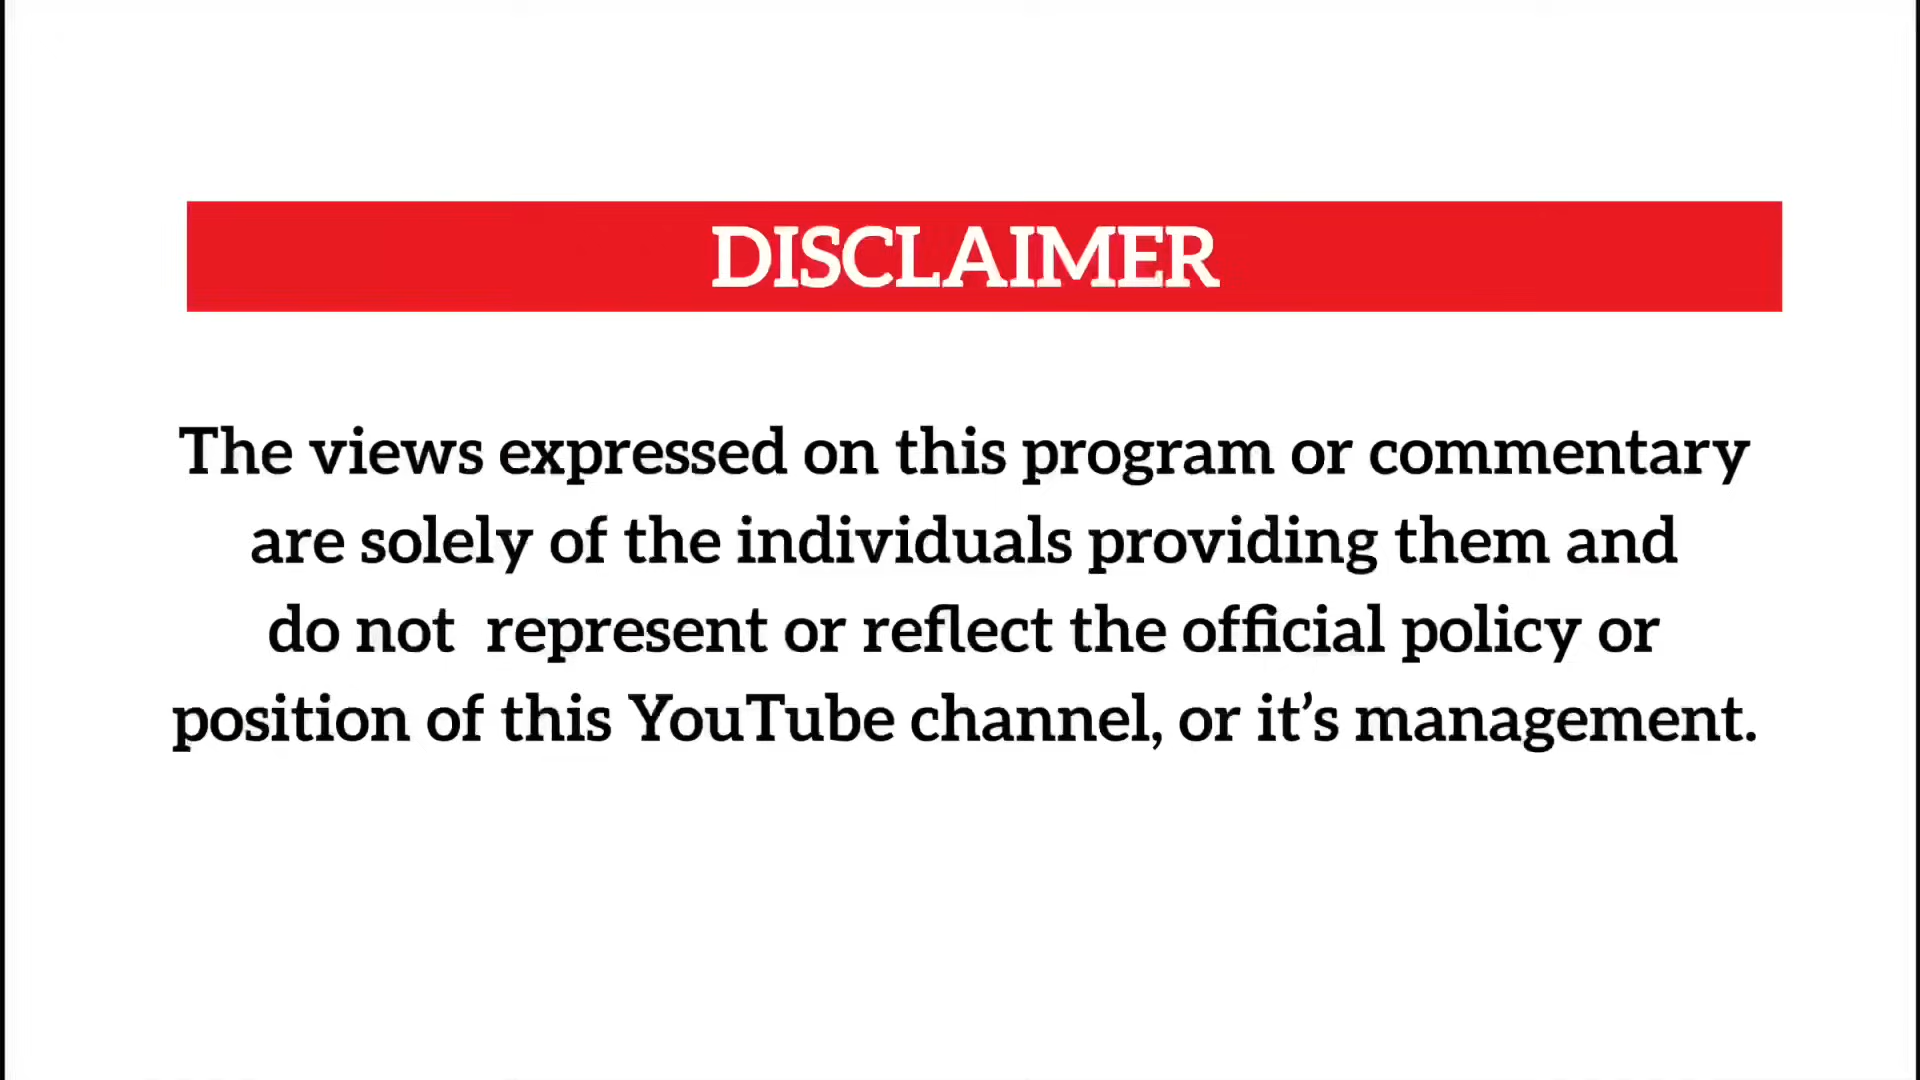 DISCLAIMER
The views expressed on this program or commentary
are solely of the individuals providing them and
do not  represent or reflect the official policy or
position of this YouTube channel, or it’s management.